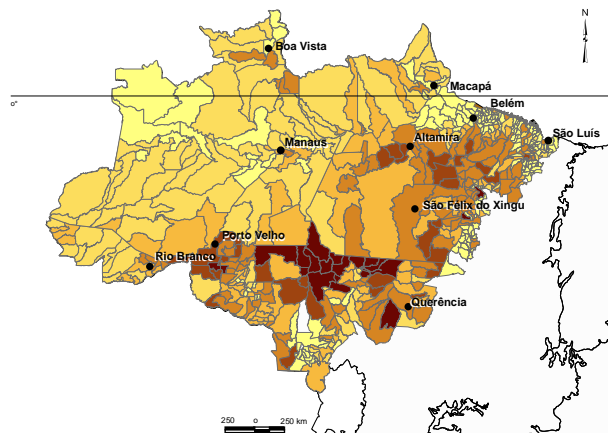 N
Boa Vista
Macapá
0°
Belém
São Luís
Altamira
Manaus
São Félix do Xingu
Porto Velho
Rio Branco
Querência
250 0 250 km